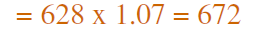 = 628 x 1.07 = 672